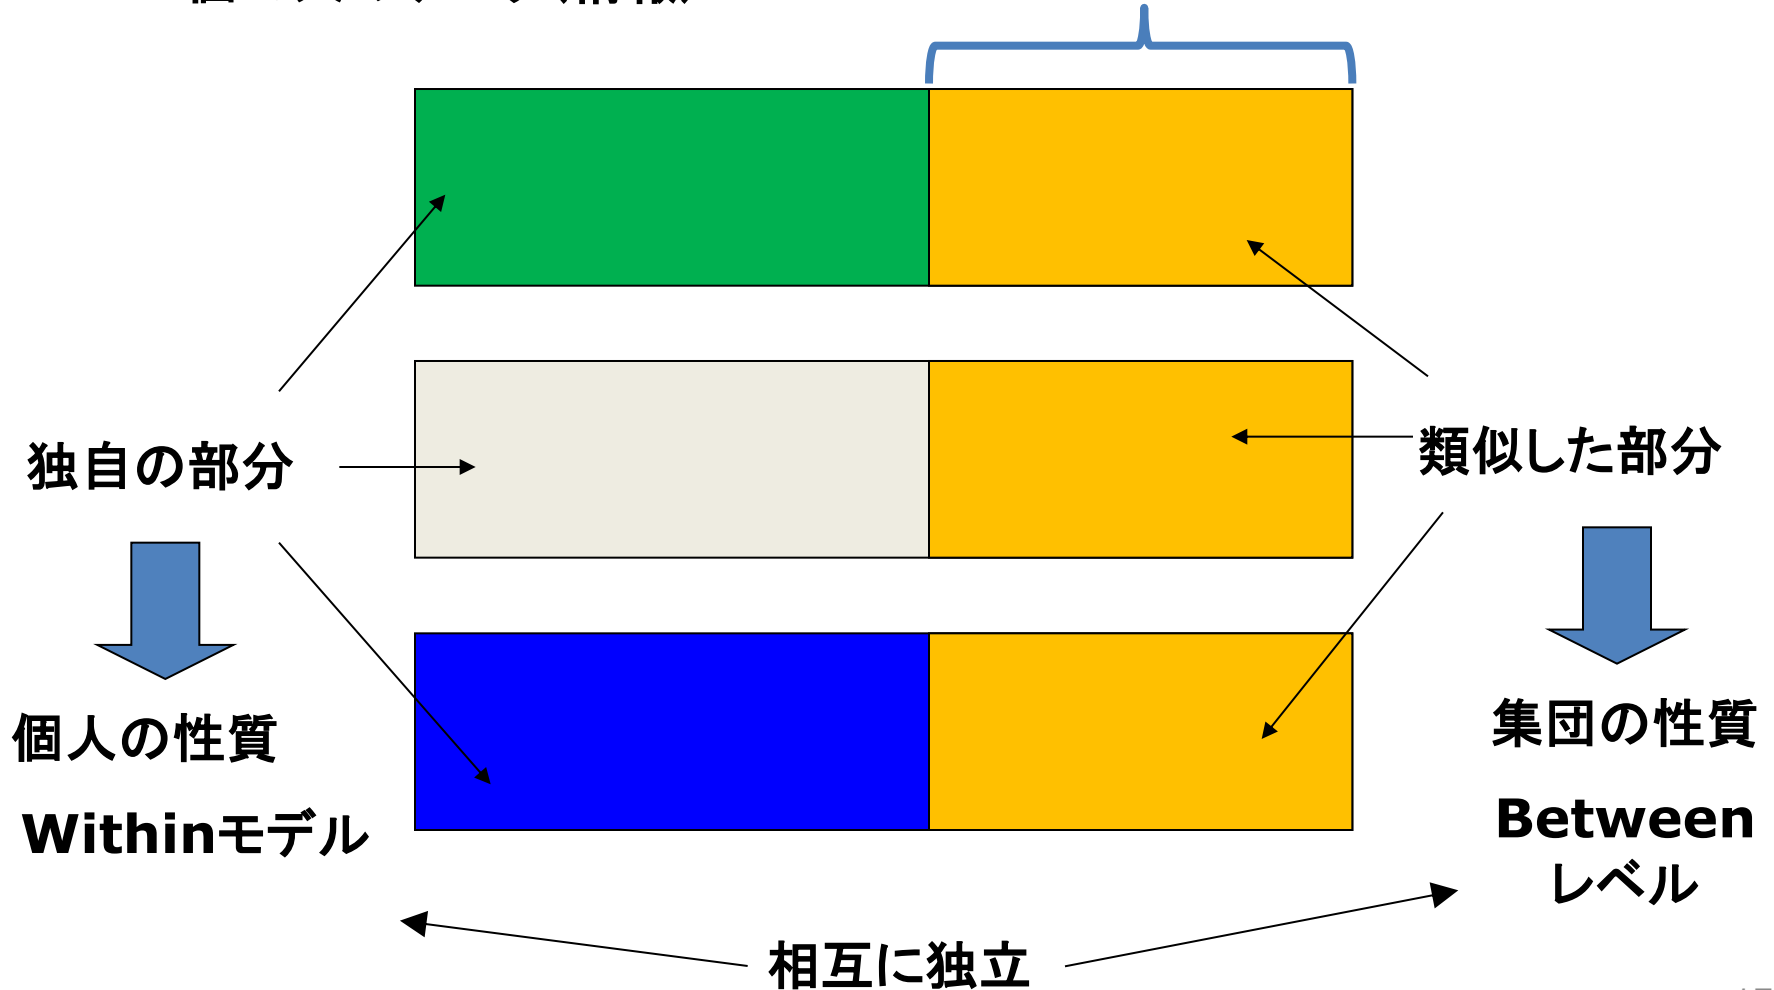 独自の部分
類似した部分
個人の性質
集団の性質
Withinモデル
Between
レベル
相互に独立